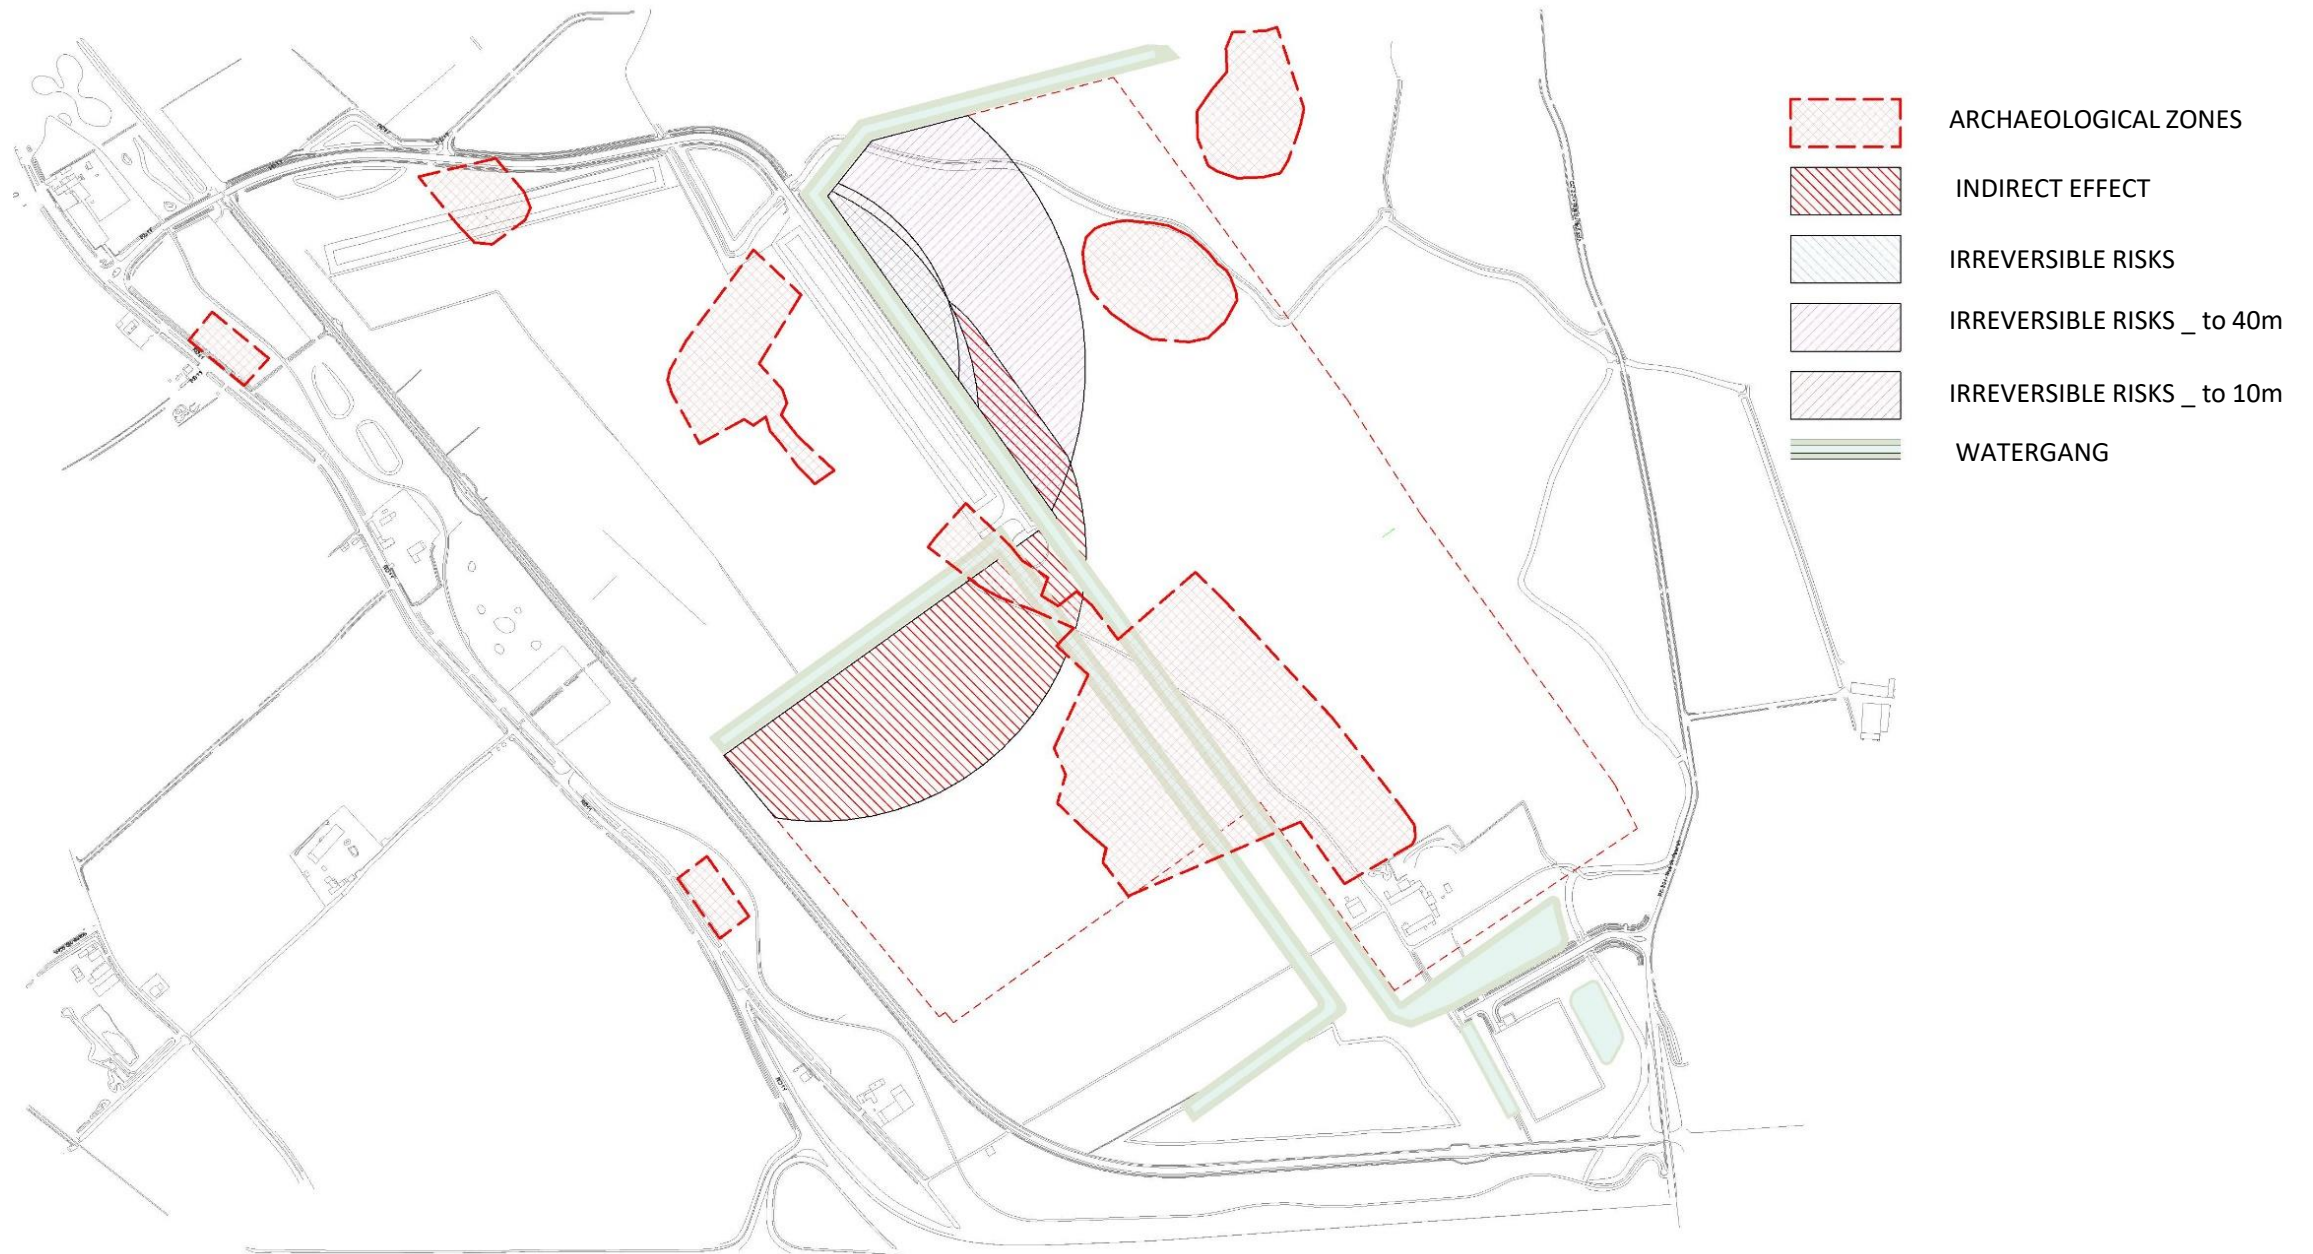 ARCHAEOLOGICAL ZONES
INDIRECT EFFECT
IRREVERSIBLE RISKS
IRREVERSIBLE RISKS _ to 40m
IRREVERSIBLE RISKS _ to 10m
WATERGANG